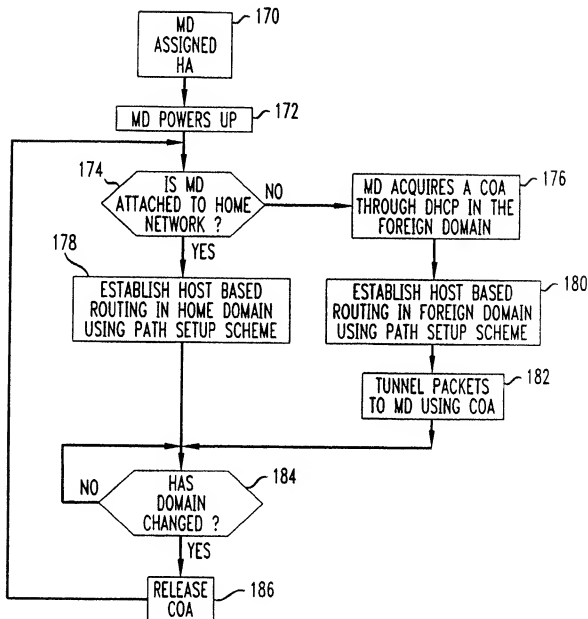 170
MD
ASSIGNED
HA
MD POWERS UP
172
174
IS MD
ATTACHED TO HOME
NETWORK ?
NO
YES
MD ACQUIRES A COA
THROUGH DHCP IN THE
FOREIGN DOMAIN
176
178
ESTABLISH HOST BASED
ROUTING IN HOME DOMAIN
USING PATH SETUP SCHEME
ESTABLISH HOST BASED
ROUTING IN FOREIGN DOMAIN
USING PATH SETUP SCHEME
180
TUNNEL PACKETS
TO MD USING COA
182
NO
HAS
DOMAIN
CHANGED ?
184
YES
RELEASE
COA
186